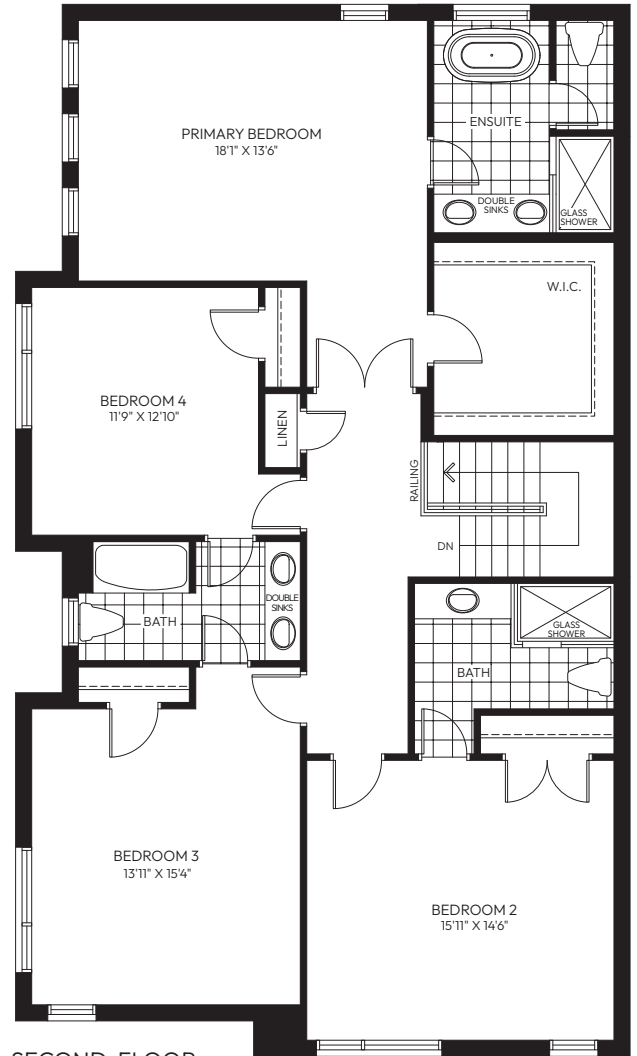 PRIMARY BEDROOM
18'1" X 13'6"
ENSUITE
DOUBLE
SINKS
GLASS
SHOWER
W.I.C.
BEDROOM 4
11'9" X 12'10"
LINEN
RAILING
DN
BATH
DOUBLE
SINKS
GLASS
SHOWER
BATH
BEDROOM 3
13'11" X 15'4"
BEDROOM 2
15'11" X 14'6"
SECOND FLOOR